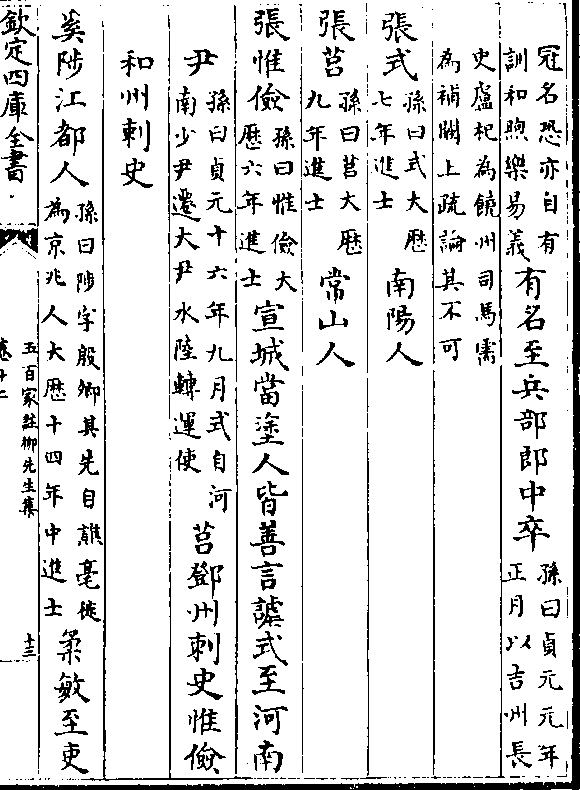 冠名恐亦自有
訓和煦樂易義
有名至兵部郎中卒
孫曰貞元元年
正月以吉州長
史盧杞為饒州司馬需
為補闕上疏論其不可
張式
孫曰式大歷
七年進士
南陽人
張莒
孫曰莒大歷
九年進士
常山人
張惟儉
孫曰惟儉大
歷六年進士
宣城當塗人皆善言謔式至河南
尹
孫曰貞元十六年九月式自河
南少尹遷大尹水陸轉運使
莒鄧州刺史惟儉
和州刺史
奚陟江都人
孫曰陟字殷卿其先自譙亳徙
為京兆人大歷十四年中進士
柔敏至吏
欽定四庫全書
五百家註柳先生集
卷十二
十三